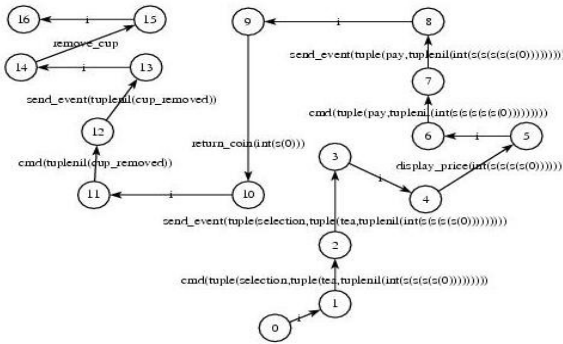 16
i
15
9
i
8
remove_cup
send_event(tuple(pay,tuplenil(int(s(s(s(s(s(0)))))))))
14
i
13
7
send_event(tuplenil(cup_removed))
cmd(tuple(pay,tuplenil(int(s(s(s(s(s(0)))))))))
12
6
i
5
return_coin(int(s(0)))
3
cmd(tuplenil(cup_removed))
display_price(int(s(s(s(s(0))))))
i
11
i
10
4
send_event(tuple(selection,tuple(tea,tuplenil(int(s(s(s(s(0)))))))))
2
cmd(tuple(selection,tuple(tea,tuplenil(int(s(s(s(s(0)))))))))
1
i
0